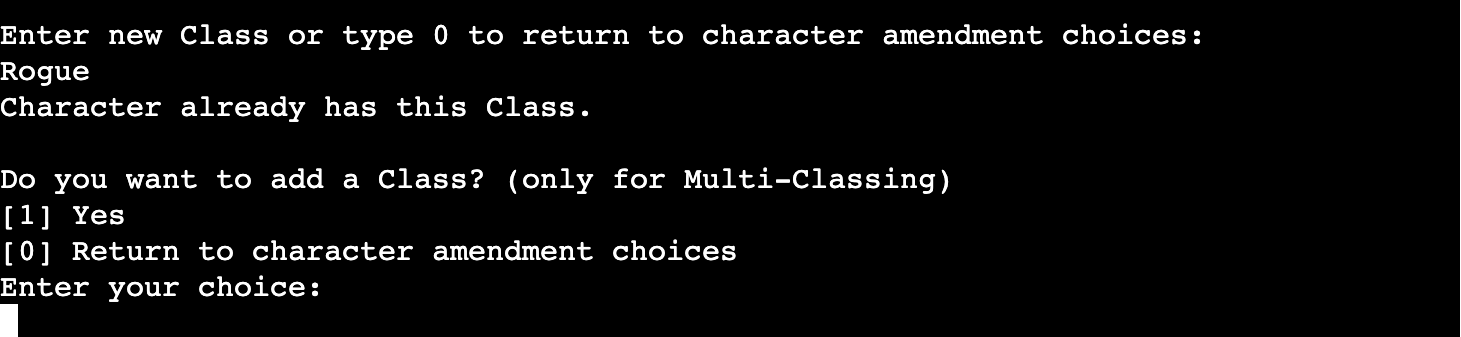 Enter new Class or type 0 to return to character amendment choices:
Rogue
Character already has this Class.
Do you want to add a Class? (only for Multi-Classing)
[1] Yes
[0] Return to character amendment choices
Enter your choice: